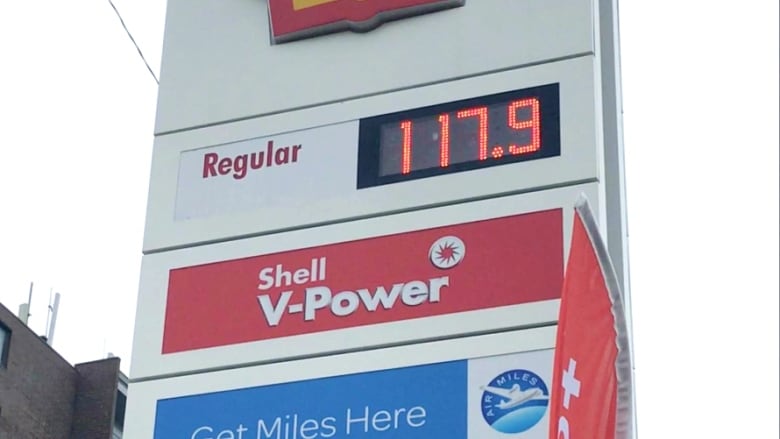 Regular 117.9
Shell
V-Power
Get Miles Here
AIR MILES